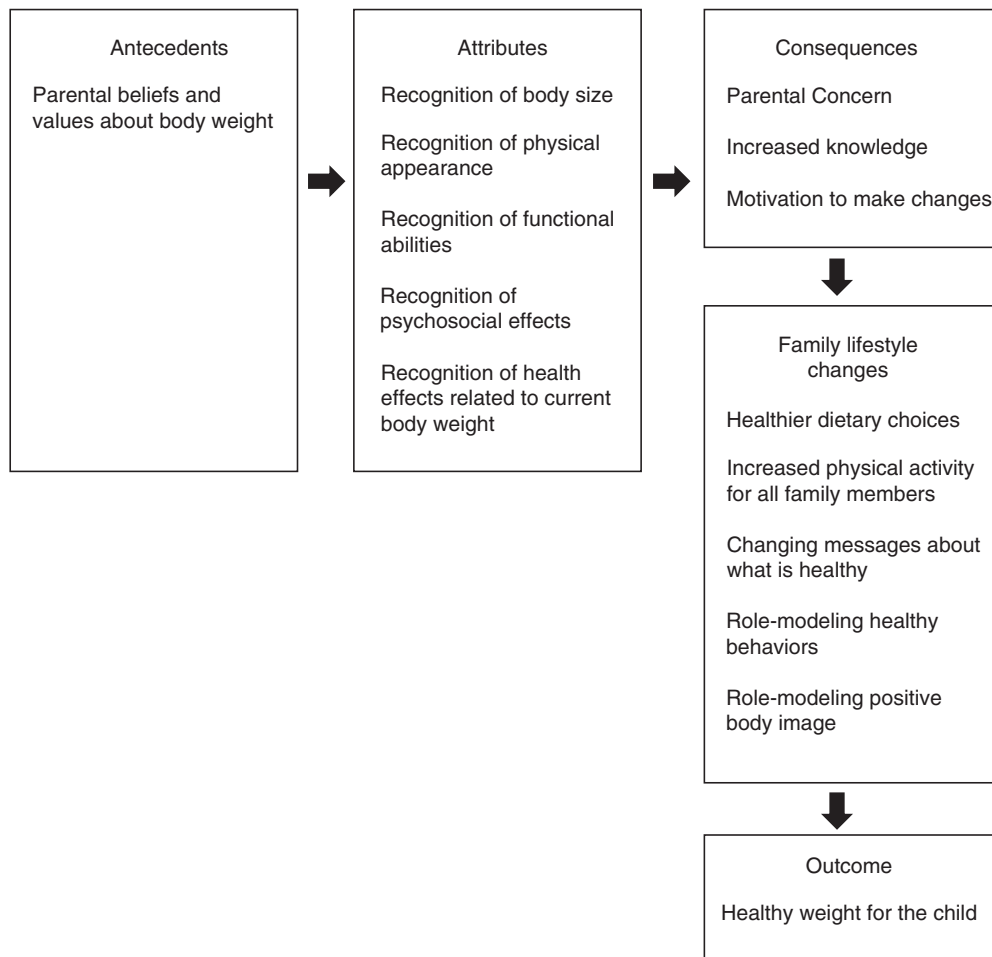 Antecedents
Parental beliefs and
values about body weight
Attributes
Recognition of body size
Recognition of physical
appearance
Recognition of functional
abilities
Recognition of
psychosocial effects
Recognition of health
effects related to current
body weight
Consequences
Parental Concern
Increased knowledge
Motivation to make changes
Family lifestyle
changes
Healthier dietary choices
Increased physical activity
for all family members
Changing messages about
what is healthy
Role-modeling healthy
behaviors
Role-modeling positive
body image
Outcome
Healthy weight for the child